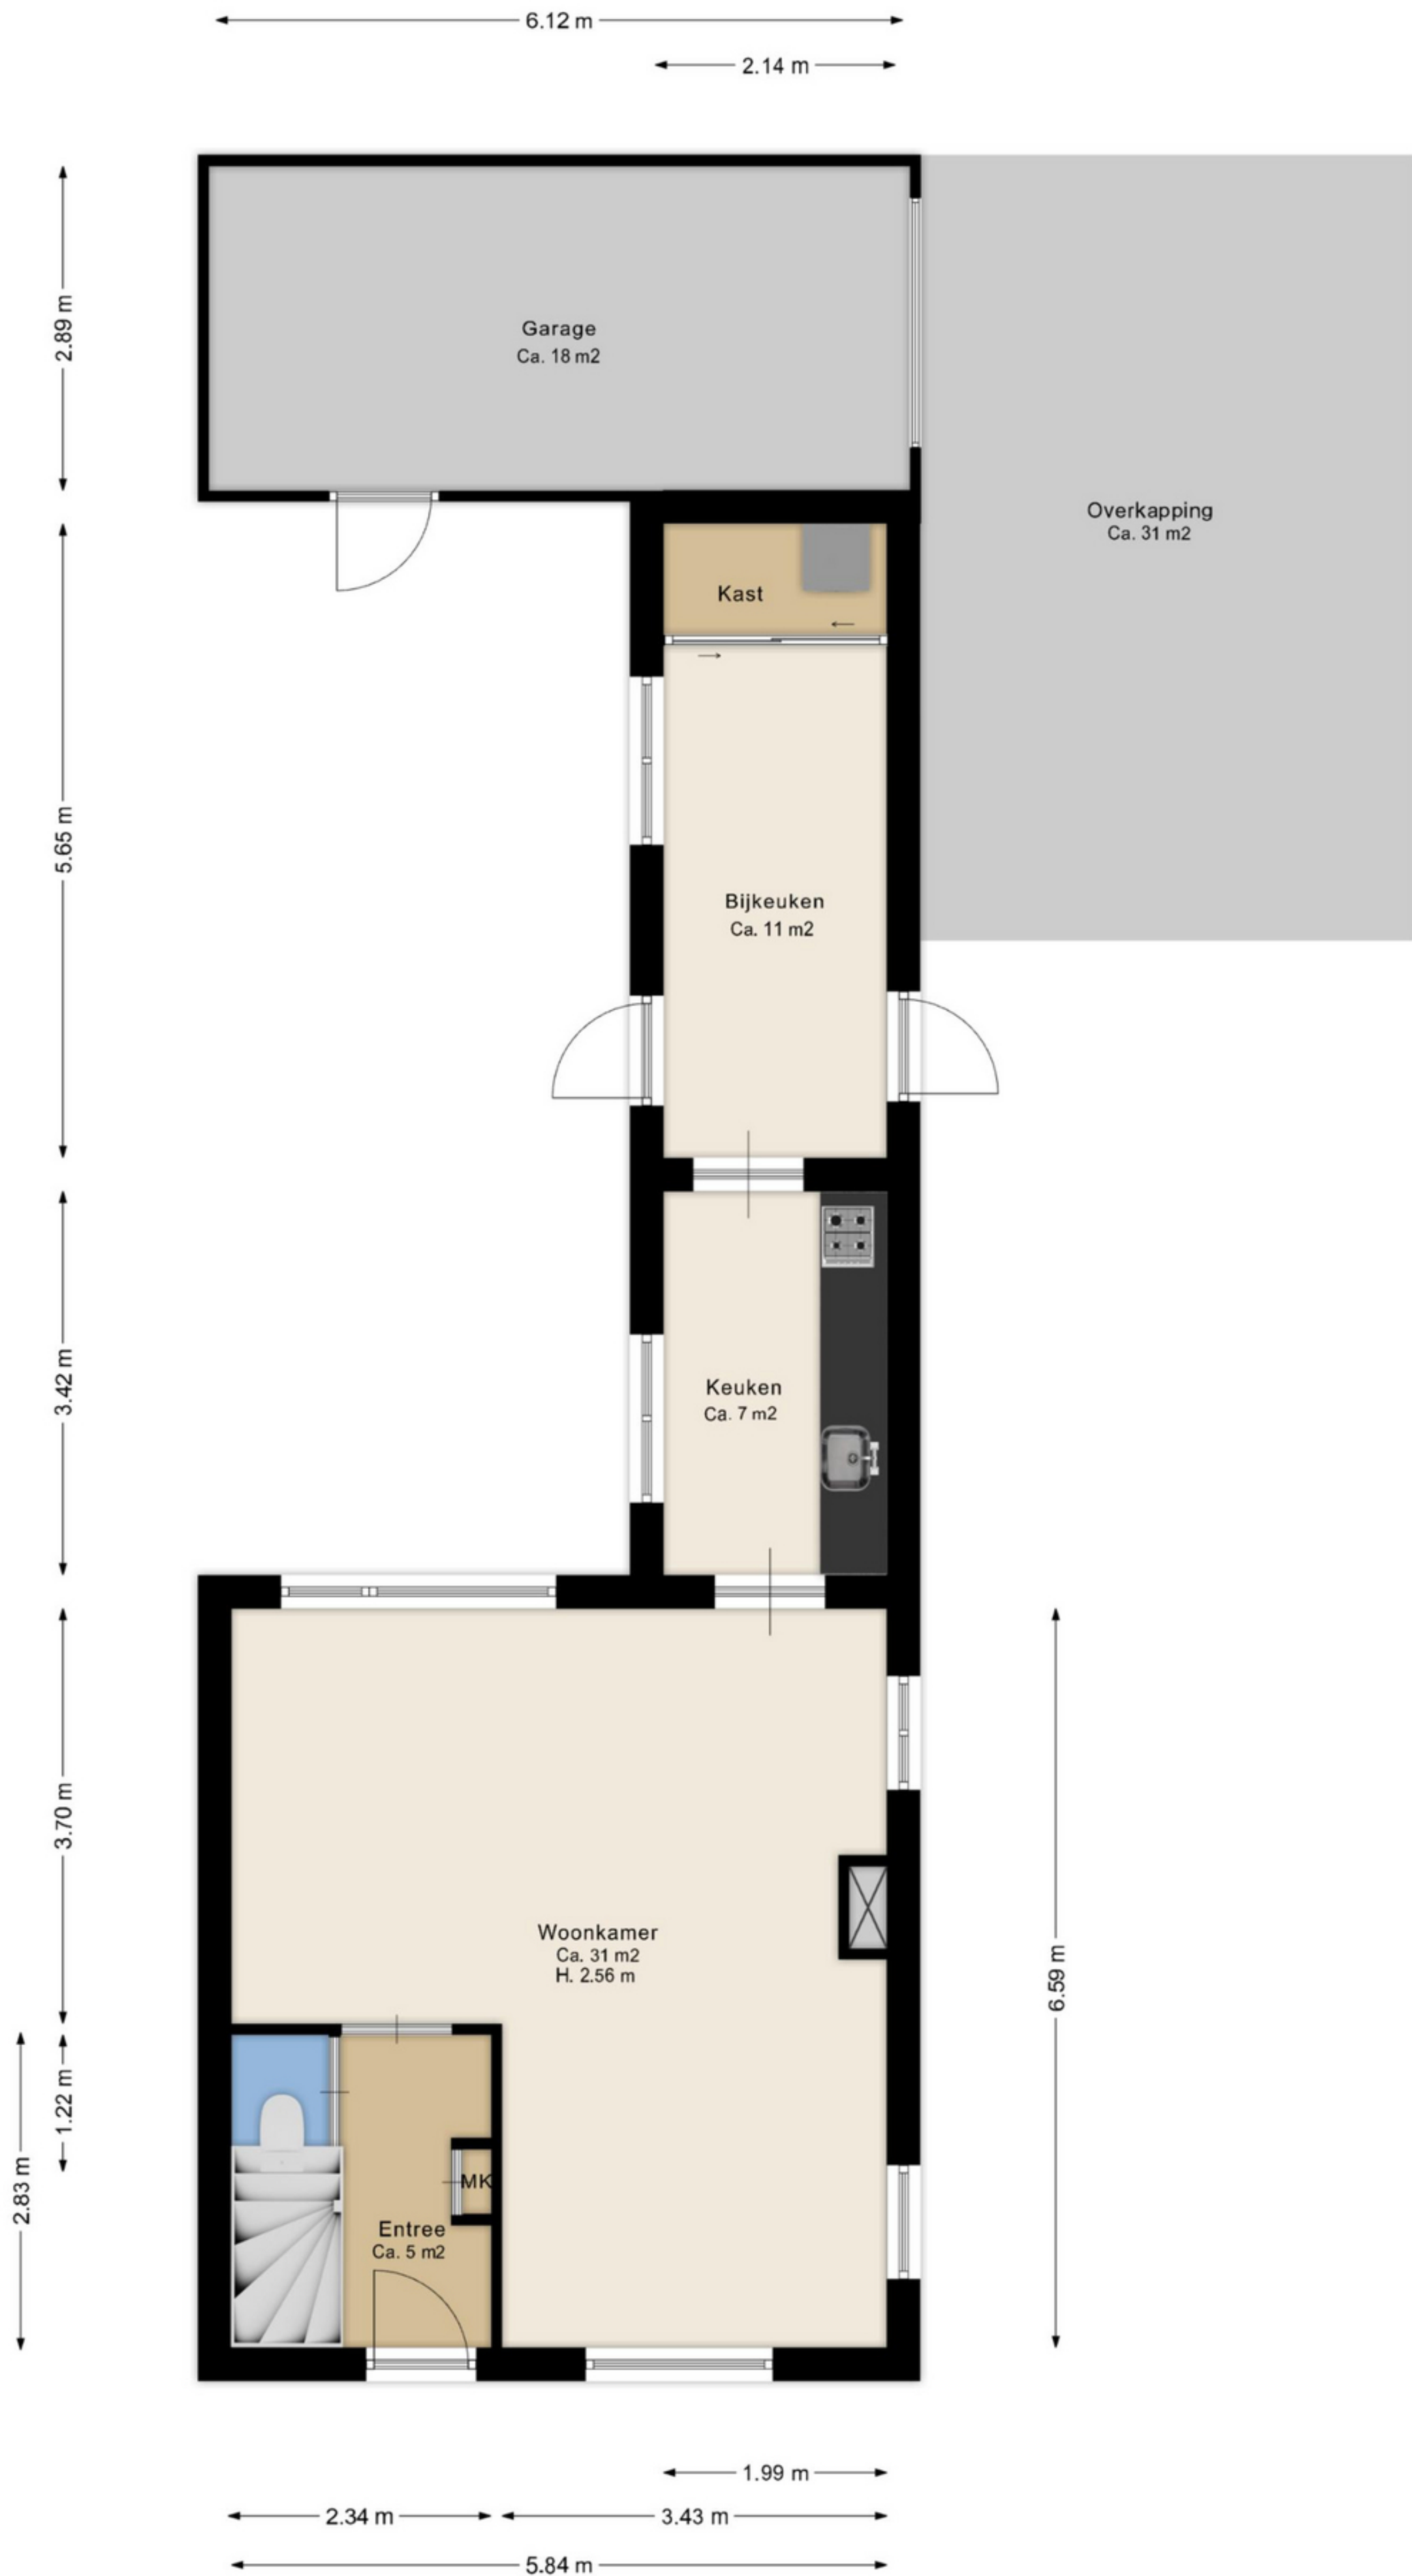 6.12 m
2.14 m
2.89 m
Garage
Ca. 18 m2
Overkapping
Ca. 31 m2
Kast
5.65 m
Bijkeuken
Ca. 11 m2
3.42 m
Keuken
Ca. 7 m2
3.70 m
Woonkamer
Ca. 31 m2
H. 2.56 m
6.59 m
1.22 m
2.83 m
MK
Entree
Ca. 5 m2
1.99 m
2.34 m
3.43 m
5.84 m